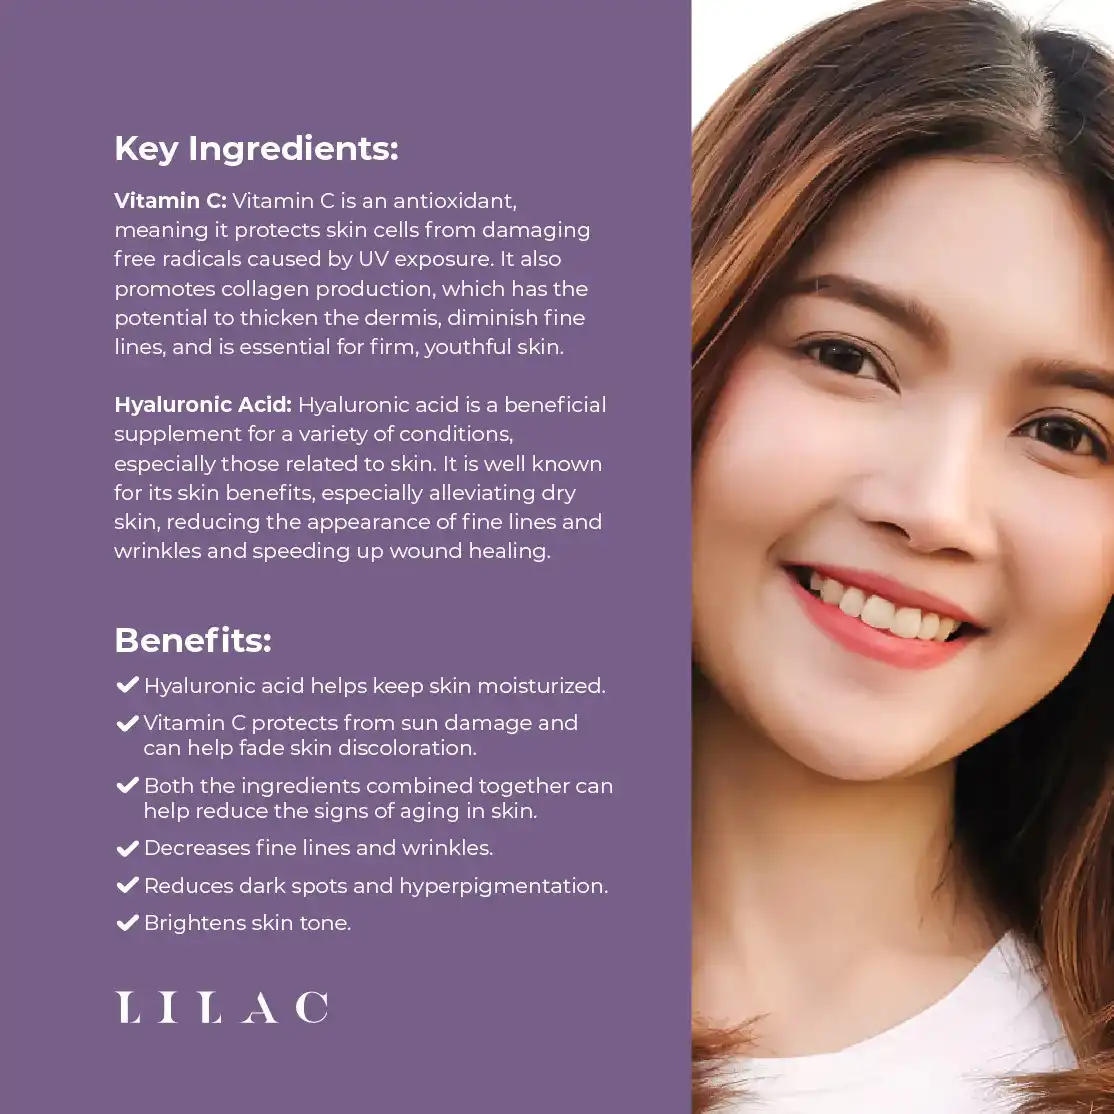 Key Ingredients:
Vitamin C: Vitamin C is an antioxidant,
meaning it protects skin cells from damaging
free radicals caused by UV exposure. It also
promotes collagen production, which has the
potential to thicken the dermis, diminish fine
lines, and is essential for firm, youthful skin.
Hyaluronic Acid: Hyaluronic acid is a beneficial
supplement for a variety of conditions,
especially those related to skin. It is well known
for its skin benefits, especially alleviating dry
skin, reducing the appearance of fine lines and
wrinkles and speeding up wound healing.
Benefits:
Hyaluronic acid helps keep skin moisturized.
Vitamin C protects from sun damage and
can help fade skin discoloration.
Both the ingredients combined together can
help reduce the signs of aging in skin.
Decreases fine lines and wrinkles.
Reduces dark spots and hyperpigmentation.
Brightens skin tone.
LILAC